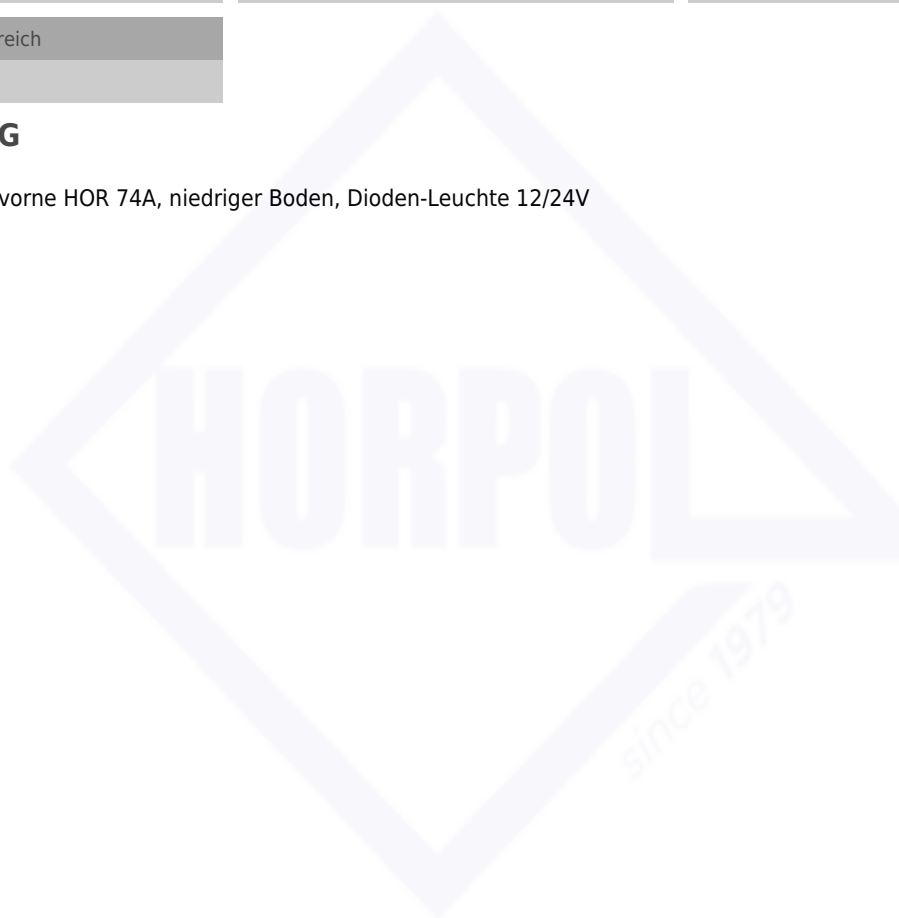 reich
G
vorne HOR 74A, niedriger Boden, Dioden-Leuchte 12/24V
HORPOL
since 1979